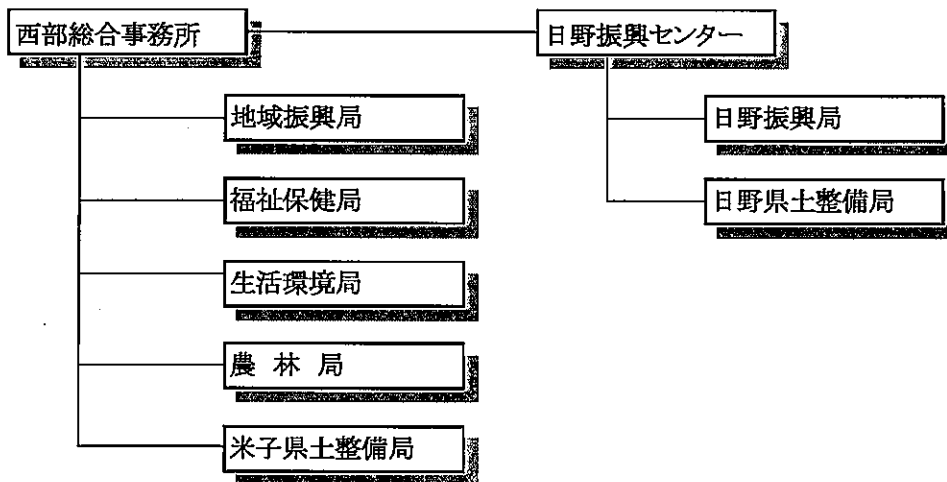 西部総合事務所
日野振興センター
地域振興局
日野振興局
福祉保健局
日野県土整備局
生活環境局
農 林 局
米子県土整備局